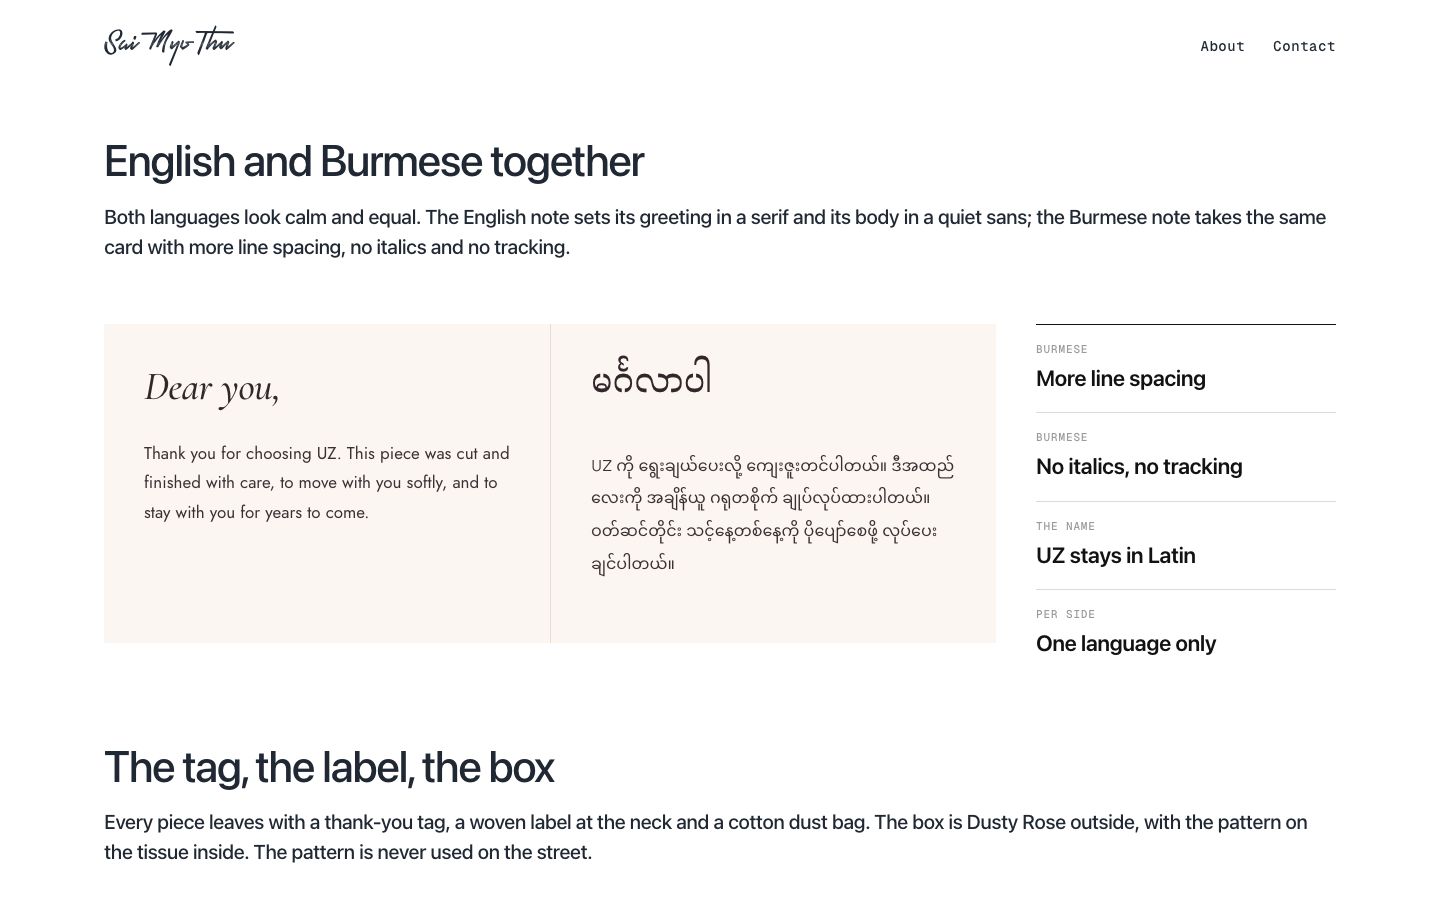 Sai Myo Thu
About
Contact
English and Burmese together
Both languages look calm and equal. The English note sets its greeting in a serif and its body in a quiet sans; the Burmese note takes the same
card with more line spacing, no italics and no tracking.
Dear you,
Thank you for choosing UZ. This piece was cut and
finished with care, to move with you softly, and to
stay with you for years to come.
မင်္ဂလာပါ
UZ ကို ရွေးချယ်ပေးလို့ ကျေးဇူးတင်ပါတယ်။ ဒီအထည်
လေးကို အချိန်ယူ ဂရုတစိုက် ချုပ်လုပ်ထားပါတယ်။
ဝတ်ဆင်တိုင်း သင့်နေ့တစ်နေ့ကို ပိုပျော်စေဖို့ လုပ်ပေး
ချင်ပါတယ်။
BURMESE
More line spacing
BURMESE
No italics, no tracking
THE NAME
UZ stays in Latin
PER SIDE
One language only
The tag, the label, the box
Every piece leaves with a thank-you tag, a woven label at the neck and a cotton dust bag. The box is Dusty Rose outside, with the pattern on
the tissue inside. The pattern is never used on the street.